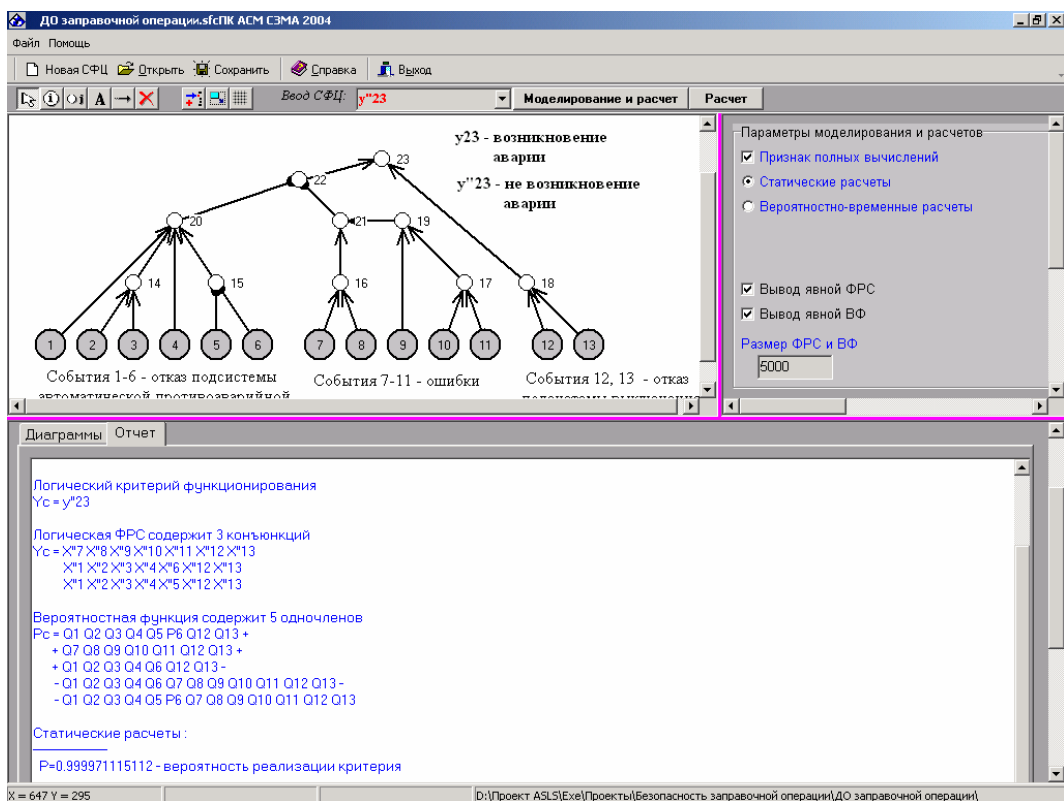 ДО заправочной операции.sfcПК АСМ СЗМА 2004
Файл Помощь
Новая СФЦ Открыть Сохранить Справка Выход
A Ввод СФЦ: y"23 Моделирование и расчет Расчет
y23 - возникновение
аварии
y"23 - не возникновение
аварии
23
22
20
21
19
14
15
16
17
18
1 2 3 4 5 6 7 8 9 10 11 12 13
События 1-6 - отказ подсистемы
автоматической противоаварийной
События 7-11 - ошибки
События 12, 13 - отказ
подсистемы выключения
Параметры моделирования и расчетов
Признак полных вычислений
Статические расчеты
Вероятностно-временные расчеты
Вывод явной ФРС
Вывод явной ВФ
Размер ФРС и ВФ
5000
Диаграммы Отчет
Логический критерий функционирования
Yc = y"23
Логическая ФРС содержит 3 конъюнкций
Yc = X"7 X"8 X"9 X"10 X"11 X"12 X"13
X"1 X"2 X"3 X"4 X"6 X"12 X"13
X"1 X"2 X"3 X"4 X"5 X"12 X"13
Вероятностная функция содержит 5 одночленов
Pc = Q1 Q2 Q3 Q4 Q5 P6 Q12 Q13 +
+ Q7 Q8 Q9 Q10 Q11 Q12 Q13 +
+ Q1 Q2 Q3 Q4 Q6 Q12 Q13 -
- Q1 Q2 Q3 Q4 Q6 Q7 Q8 Q9 Q10 Q11 Q12 Q13 -
- Q1 Q2 Q3 Q4 Q5 P6 Q7 Q8 Q9 Q10 Q11 Q12 Q13
Статические расчеты :
P=0.999971115112 - вероятность реализации критерия
X = 647 Y = 295
D:\Проект ASLS\Exe\Проекты\Безопасность заправочной операции\ДО заправочной операции\